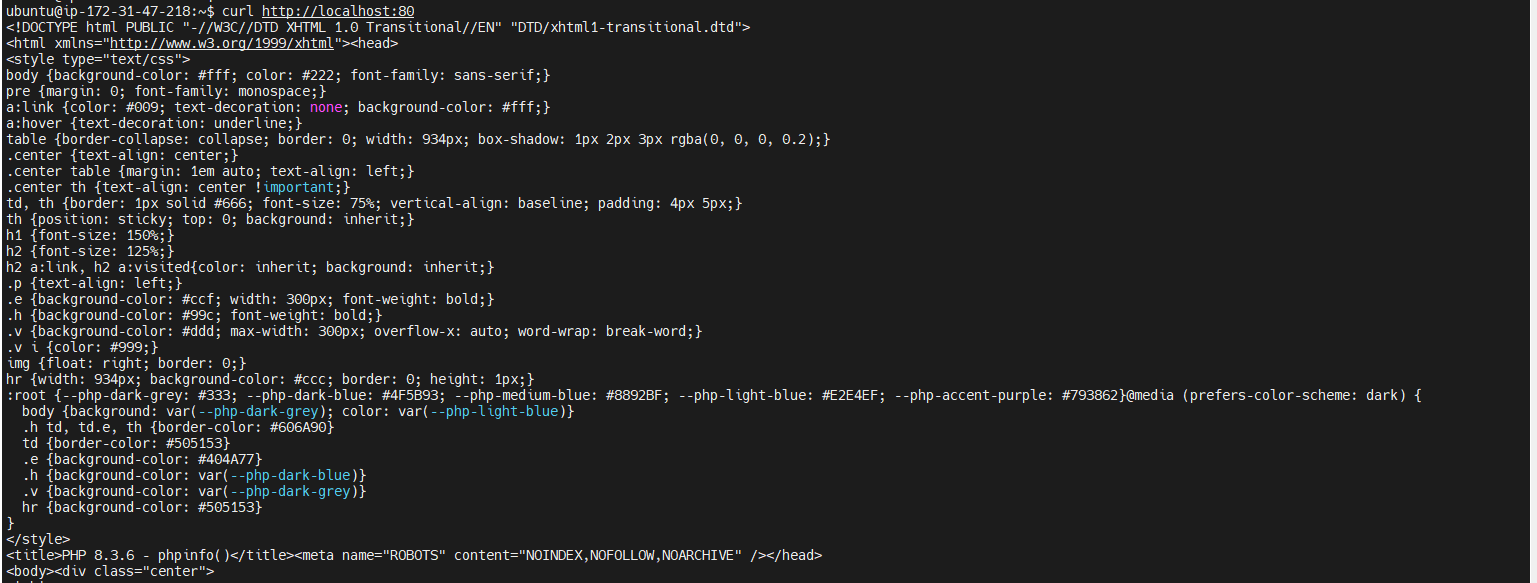 ubuntu@ip-172-31-47-218:~$ curl http://localhost:80
<!DOCTYPE html PUBLIC "-//W3C//DTD XHTML 1.0 Transitional//EN" "DTD/xhtml1-transitional.dtd">
<html xmlns="http://www.w3.org/1999/xhtml"><head>
<style type="text/css">
body {background-color: #fff; color: #222; font-family: sans-serif;}
pre {margin: 0; font-family: monospace;}
a:link {color: #009; text-decoration: none; background-color: #fff;}
a:hover {text-decoration: underline;}
table {border-collapse: collapse; border: 0; width: 934px; box-shadow: 1px 2px 3px rgba(0, 0, 0, 0.2);}
.center {text-align: center;}
.center table {margin: 1em auto; text-align: left;}
.center th {text-align: center !important;}
td, th {border: 1px solid #666; font-size: 75%; vertical-align: baseline; padding: 4px 5px;}
th {position: sticky; top: 0; background: inherit;}
h1 {font-size: 150%;}
h2 {font-size: 125%;}
h2 a:link, h2 a:visited{color: inherit; background: inherit;}
.p {text-align: left;}
.e {background-color: #ccf; width: 300px; font-weight: bold;}
.h {background-color: #99c; font-weight: bold;}
.v {background-color: #ddd; max-width: 300px; overflow-x: auto; word-wrap: break-word;}
.v i {color: #999;}
img {float: right; border: 0;}
hr {width: 934px; background-color: #ccc; border: 0; height: 1px;}
:root {--php-dark-grey: #333; --php-dark-blue: #4F5B93; --php-medium-blue: #8892BF; --php-light-blue: #E2E4EF; --php-accent-purple: #793862}@media (prefers-color-scheme: dark) {
  body {background: var(--php-dark-grey); color: var(--php-light-blue)}
  .h td, td.e, th {border-color: #606A90}
  td {border-color: #505153}
  .e {background-color: #404A77}
  .h {background-color: var(--php-dark-blue)}
  .v {background-color: var(--php-dark-grey)}
  hr {background-color: #505153}
}
</style>
<title>PHP 8.3.6 - phpinfo()</title><meta name="ROBOTS" content="NOINDEX,NOFOLLOW,NOARCHIVE" /></head>
<body><div class="center">